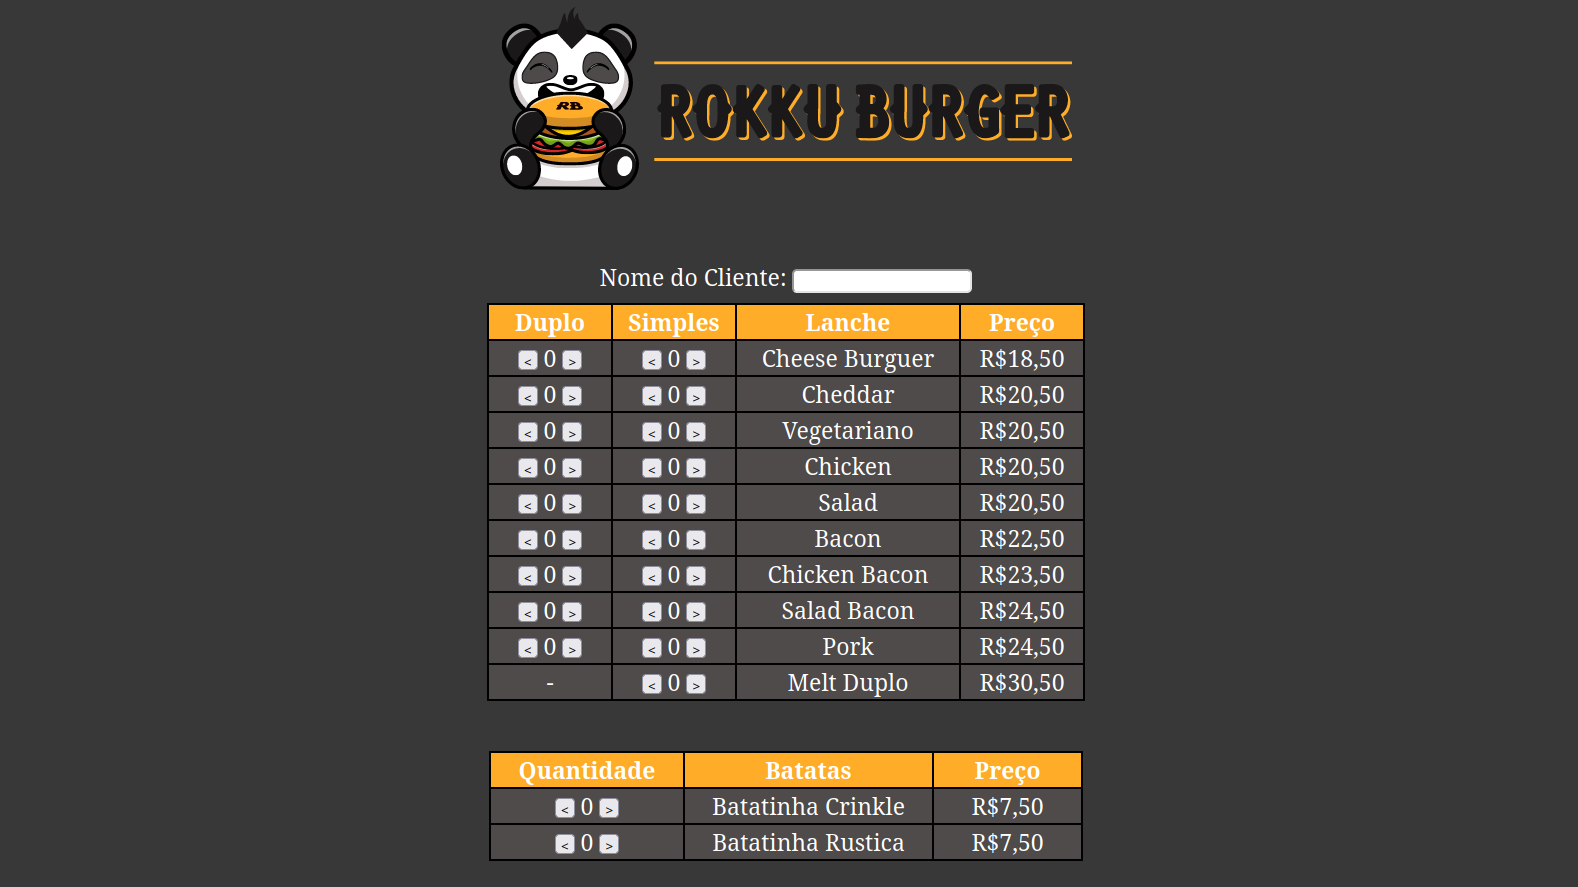 RB
ROKKU BURGER
Nome do Cliente:
Duplo Simples Lanche Preço
< 0 > < 0 > Cheese Burguer R$18,50
< 0 > < 0 > Cheddar R$20,50
< 0 > < 0 > Vegetariano R$20,50
< 0 > < 0 > Chicken R$20,50
< 0 > < 0 > Salad R$20,50
< 0 > < 0 > Bacon R$22,50
< 0 > < 0 > Chicken Bacon R$23,50
< 0 > < 0 > Salad Bacon R$24,50
< 0 > < 0 > Pork R$24,50
- < 0 > Melt Duplo R$30,50
Quantidade Batatas Preço
< 0 > Batatinha Crinkle R$7,50
< 0 > Batatinha Rustica R$7,50